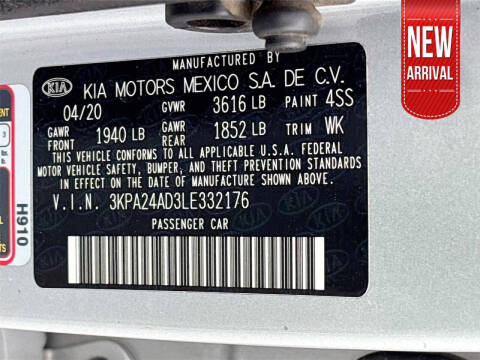 NEW
ARRIVAL
MANUFACTURED BY
KIA KIA MOTORS MEXICO S.A. DE C.V.
04/20 GVWR 3616 LB PAINT 4SS
GAWR FRONT 1940 LB GAWR REAR 1852 LB TRIM WK
THIS VEHICLE CONFORMS TO ALL APPLICABLE U.S.A. FEDERAL
MOTOR VEHICLE SAFETY, BUMPER, AND THEFT PREVENTION STANDARDS
IN EFFECT ON THE DATE OF MANUFACTURE SHOWN ABOVE.
V.I.N. 3KPA24AD3LE332176
PASSENGER CAR
H910